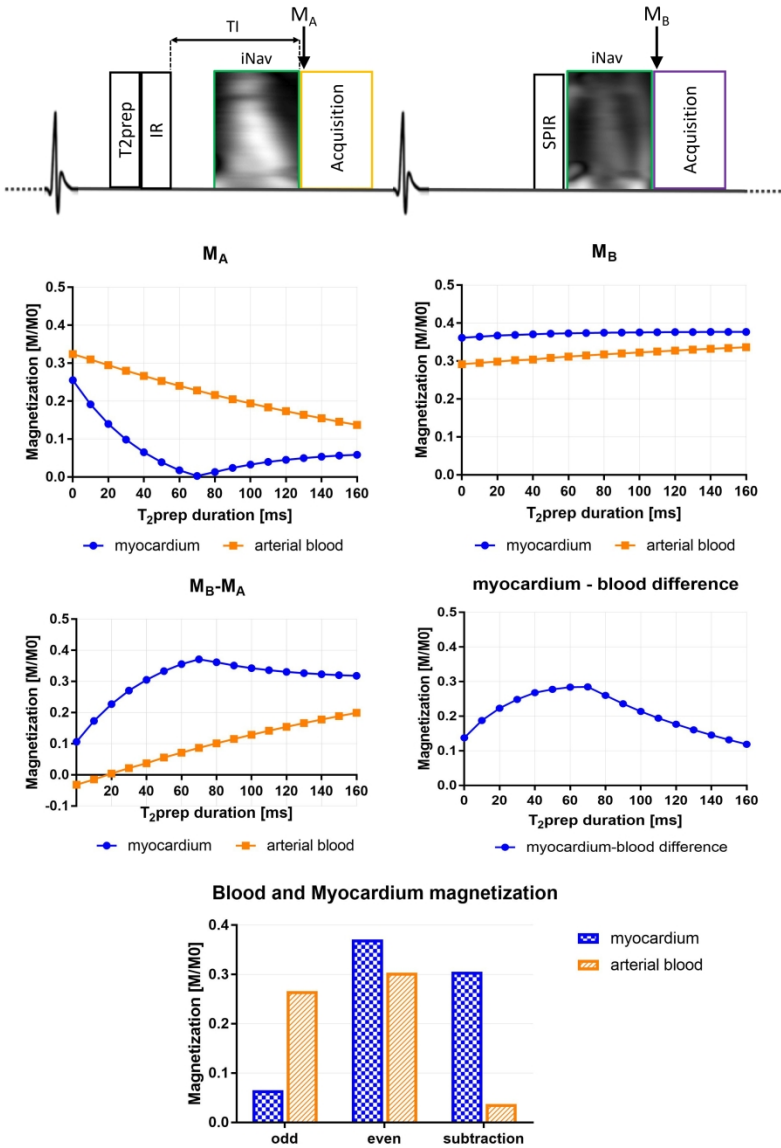 M_A
M_B
TI
iNav
iNav
T2prep
IR
Acquisition
SPIR
Acquisition
M_A
M_B
Magnetization [M/M0]
0.5
0.4
0.3
0.2
0.1
0.0
0 20 40 60 80 100 120 140 160
T₂prep duration [ms]
myocardium arterial blood
Magnetization [M/M0]
0.5
0.4
0.3
0.2
0.1
0.0
0 20 40 60 80 100 120 140 160
T₂prep duration [ms]
myocardium arterial blood
M_B-M_A
myocardium - blood difference
Magnetization [M/M0]
0.5
0.4
0.3
0.2
0.1
0.0
-0.1
20 40 60 80 100 120 140 160
T₂prep duration [ms]
myocardium arterial blood
Magnetization [M/M0]
0.5
0.4
0.3
0.2
0.1
0.0
0 20 40 60 80 100 120 140 160
T₂prep duration [ms]
myocardium-blood difference
Blood and Myocardium magnetization
Magnetization [M/M0]
0.4
0.3
0.2
0.1
0.0
odd even subtraction
myocardium
arterial blood